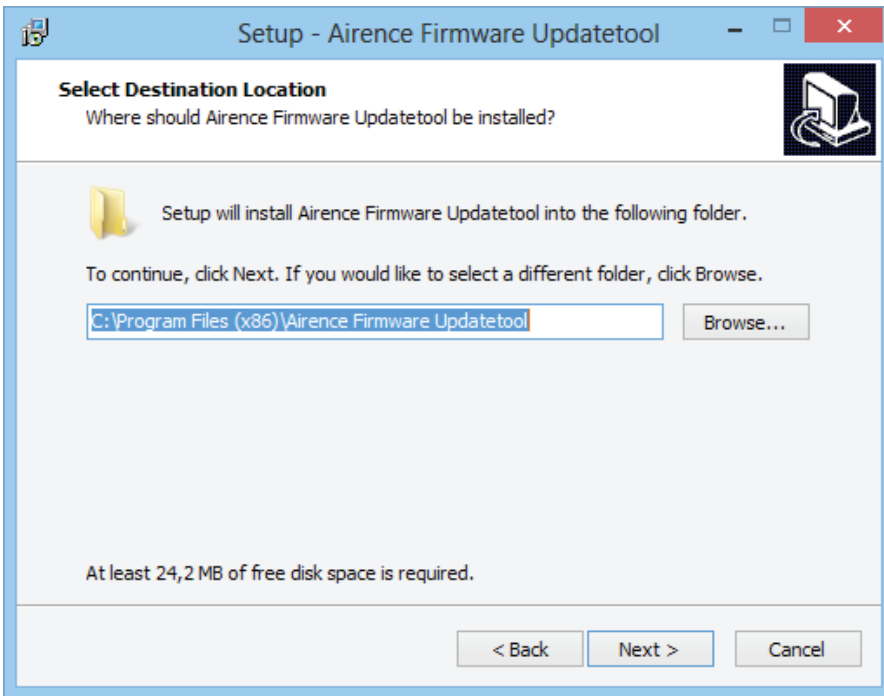 Setup - Airence Firmware Updatetool
Select Destination Location
Where should Airence Firmware Updatetool be installed?
Setup will install Airence Firmware Updatetool into the following folder.
To continue, click Next. If you would like to select a different folder, click Browse.
C:\Program Files (x86)\Airence Firmware Updatetool
Browse...
At least 24,2 MB of free disk space is required.
< Back
Next >
Cancel